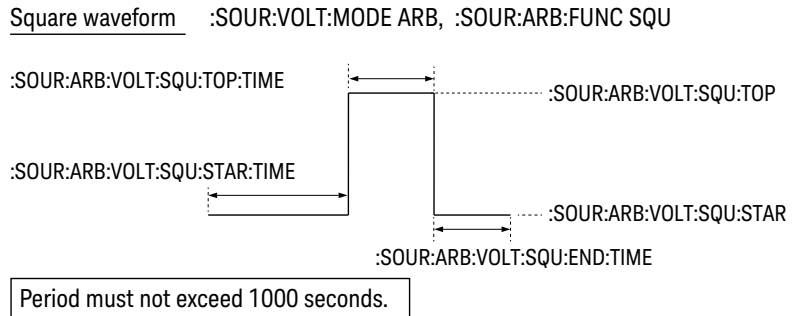 Square waveform :SOUR:VOLT:MODE ARB, :SOUR:ARB:FUNC SQU
:SOUR:ARB:VOLT:SQU:TOP:TIME
:SOUR:ARB:VOLT:SQU:TOP
:SOUR:ARB:VOLT:SQU:STAR:TIME
:SOUR:ARB:VOLT:SQU:STAR
:SOUR:ARB:VOLT:SQU:END:TIME
Period must not exceed 1000 seconds.